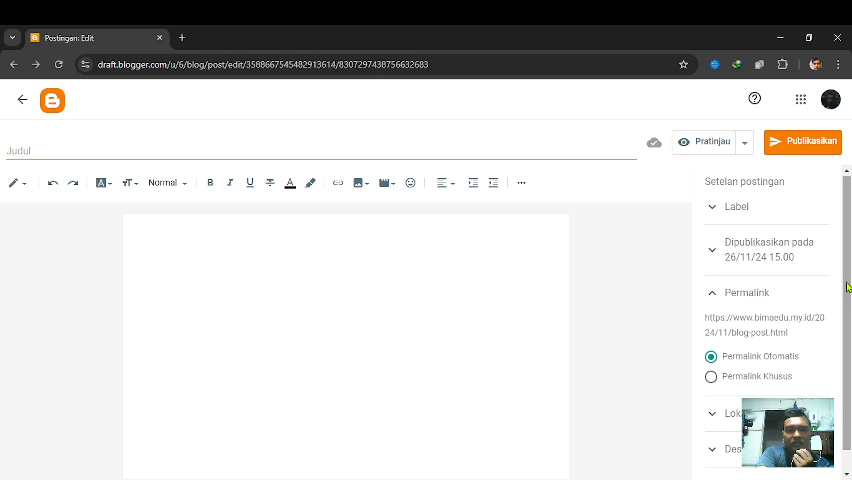 Postingan: Edit
draft.blogger.com/u/6/blog/post/edit/3588667545482913614/8307297438756632683
Judul
Pratinjau
Publikasikan
Normal
Setelan postingan
Label
Dipublikasikan pada
26/11/24 15.00
Permalink
https://www.bimaedu.my.id/20
24/11/blog-post.html
Permalink Otomatis
Permalink Khusus
Lok
Des